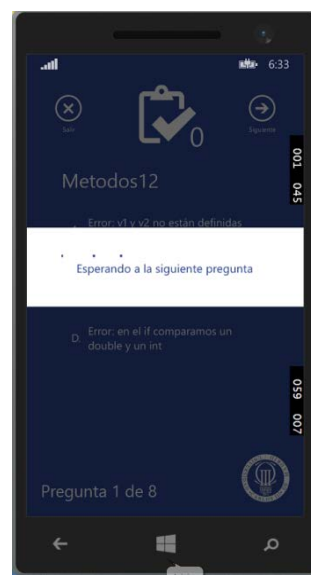 6:33
0
Salir
Siguiente
Metodos12
Error: v1 y v2 no están definidas
Esperando a la siguiente pregunta
D. Error: en el if comparamos un
double y un int
Pregunta 1 de 8
001 045
059 007